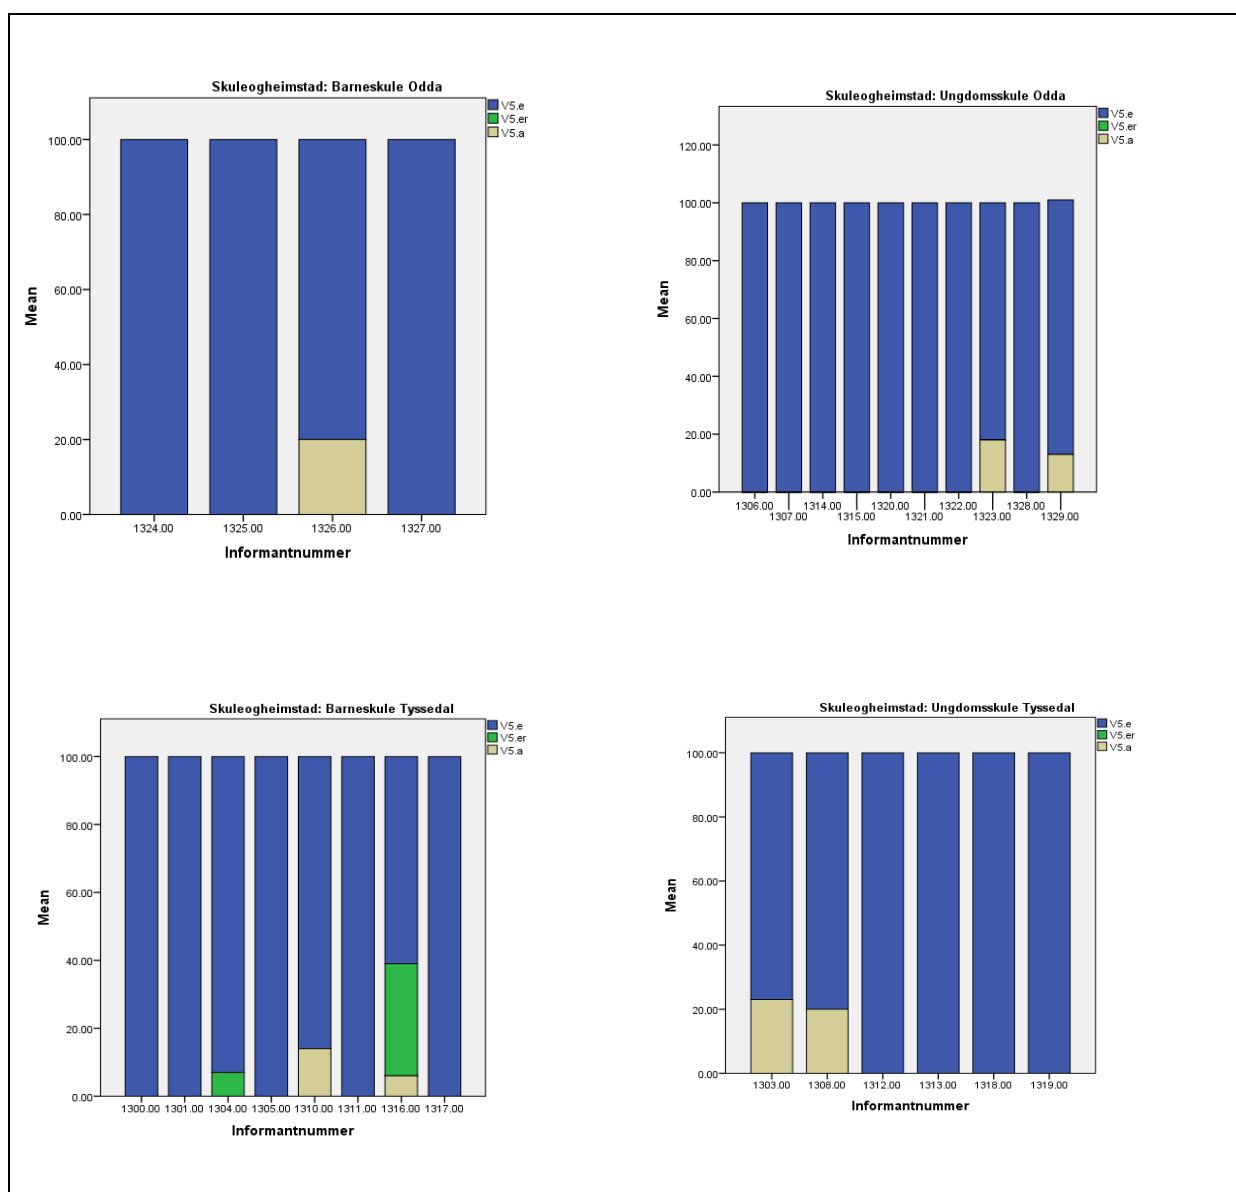 Skuleogheimstad: Barneskule Odda
V5.e
V5.er
V5.a
Mean
100.00
80.00
60.00
40.00
20.00
0.00
1324.00 1325.00 1326.00 1327.00
Informantnummer
Skuleogheimstad: Ungdomsskule Odda
V5.e
V5.er
V5.a
Mean
120.00
100.00
80.00
60.00
40.00
20.00
0.00
1306.00 1314.00 1320.00 1322.00 1328.00
1307.00 1315.00 1321.00 1323.00 1329.00
Informantnummer
Skuleogheimstad: Barneskule Tyssedal
V5.e
V5.er
V5.a
Mean
100.00
80.00
60.00
40.00
20.00
0.00
1300.00 1301.00 1304.00 1305.00 1310.00 1311.00 1316.00 1317.00
Informantnummer
Skuleogheimstad: Ungdomsskule Tyssedal
V5.e
V5.er
V5.a
Mean
100.00
80.00
60.00
40.00
20.00
0.00
1303.00 1308.00 1312.00 1313.00 1318.00 1319.00
Informantnummer